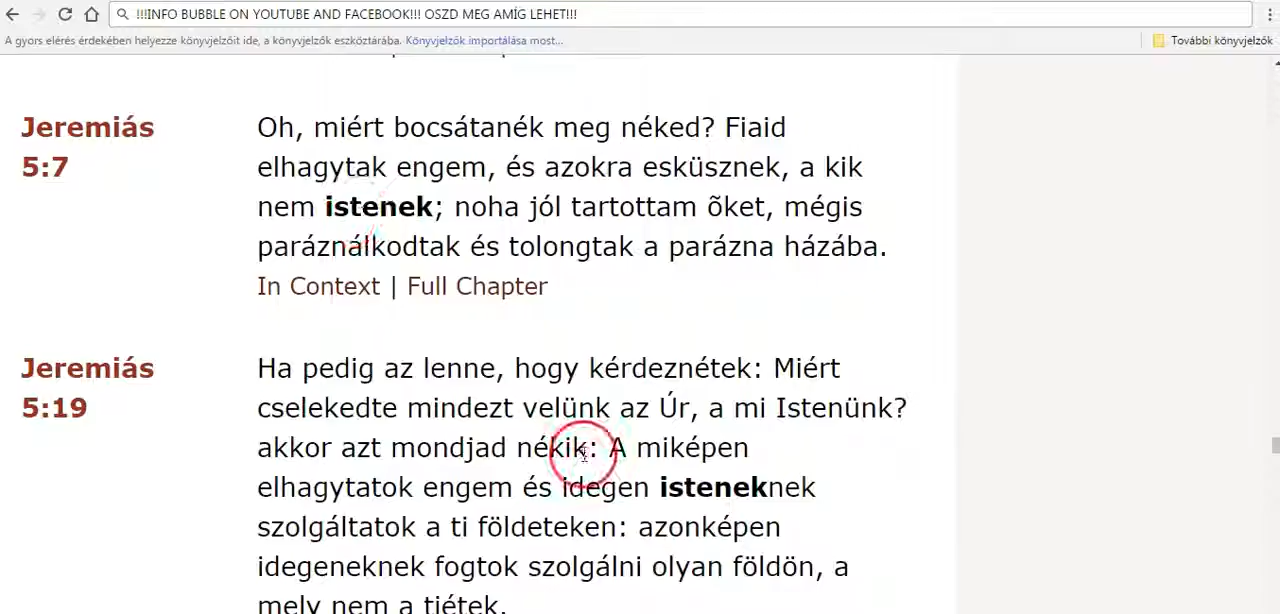 !!!INFO BUBBLE ON YOUTUBE AND FACEBOOK!!! OSZD MEG AMÍG LEHET!!!
A gyors elérés érdekében helyezze könyvjelzőit ide, a könyvjelzők eszköztárába. Könyvjelzők importálása most...
További könyvjelzők
Jeremiás
5:7
Oh, miért bocsátanék meg néked? Fiaid
elhagytak engem, és azokra esküsznek, a kik
nem istenek; noha jól tartottam õket, mégis
paráználkodtak és tolongtak a parázna házába.
In Context | Full Chapter
Jeremiás
5:19
Ha pedig az lenne, hogy kérdeznétek: Miért
cselekedte mindezt velünk az Úr, a mi Istenünk?
akkor azt mondjad nékik: A miképen
elhagytatok engem és idegen isteneknek
szolgáltatok a ti földeteken: azonképen
idegeneknek fogtok szolgálni olyan földön, a
mely nem a tiétek.